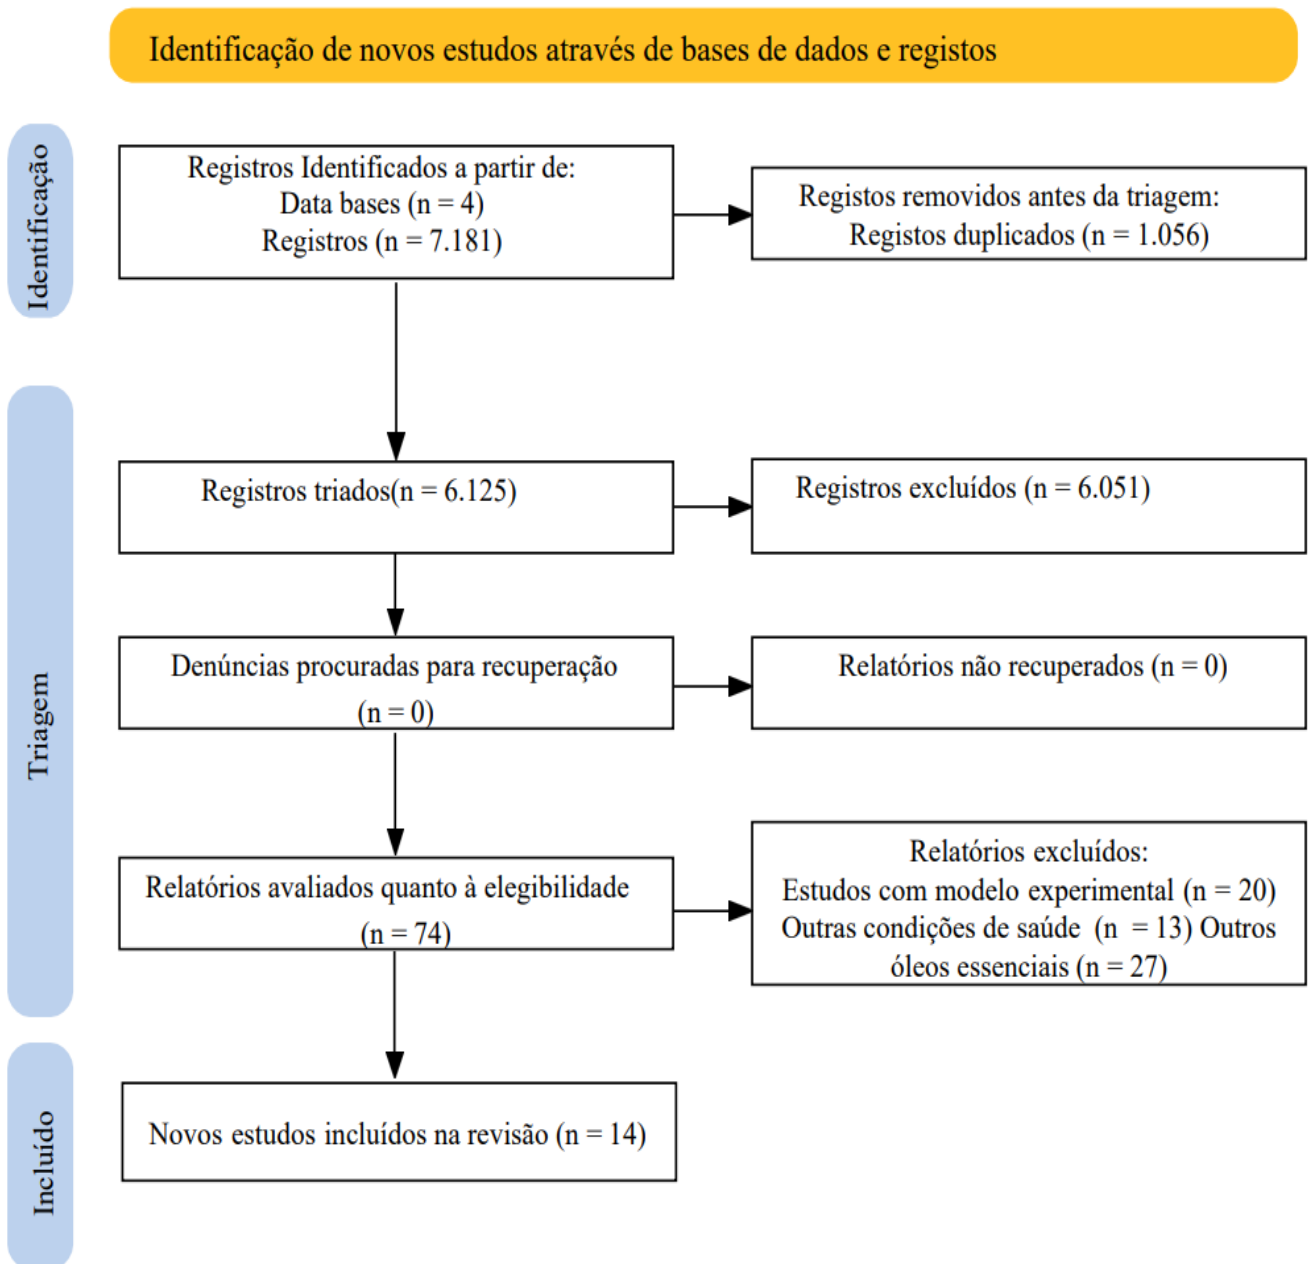 Identificação de novos estudos através de bases de dados e registos
Identificação
Registros Identificados a partir de:
Data bases (n = 4)
Registros (n = 7.181)
Registos removidos antes da triagem:
Registos duplicados (n = 1.056)
Triagem
Registros triados(n = 6.125)
Registros excluídos (n = 6.051)
Denúncias procuradas para recuperação
(n = 0)
Relatórios não recuperados (n = 0)
Relatórios avaliados quanto à elegibilidade
(n = 74)
Relatórios excluídos:
Estudos com modelo experimental (n = 20)
Outras condições de saúde (n = 13) Outros
óleos essenciais (n = 27)
Incluído
Novos estudos incluídos na revisão (n = 14)